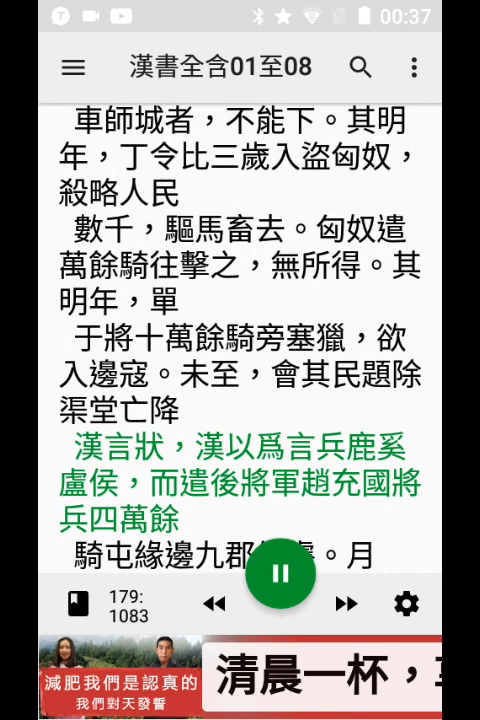 00:37
漢書全含01至08
車師城者，不能下。其明
年，丁令比三歲入盜匈奴，
殺略人民
數千，驅馬畜去。匈奴遣
萬餘騎往擊之，無所得。其
明年，單
于將十萬餘騎旁塞獵，欲
入邊寇。未至，會其民題除
渠堂亡降
漢言狀，漢以爲言兵鹿奚
盧侯，而遣後將軍趙充國將
兵四萬餘
騎屯緣邊九郡。月
179:
1083
減肥我們是認真的
我們對天發誓
清晨一杯，